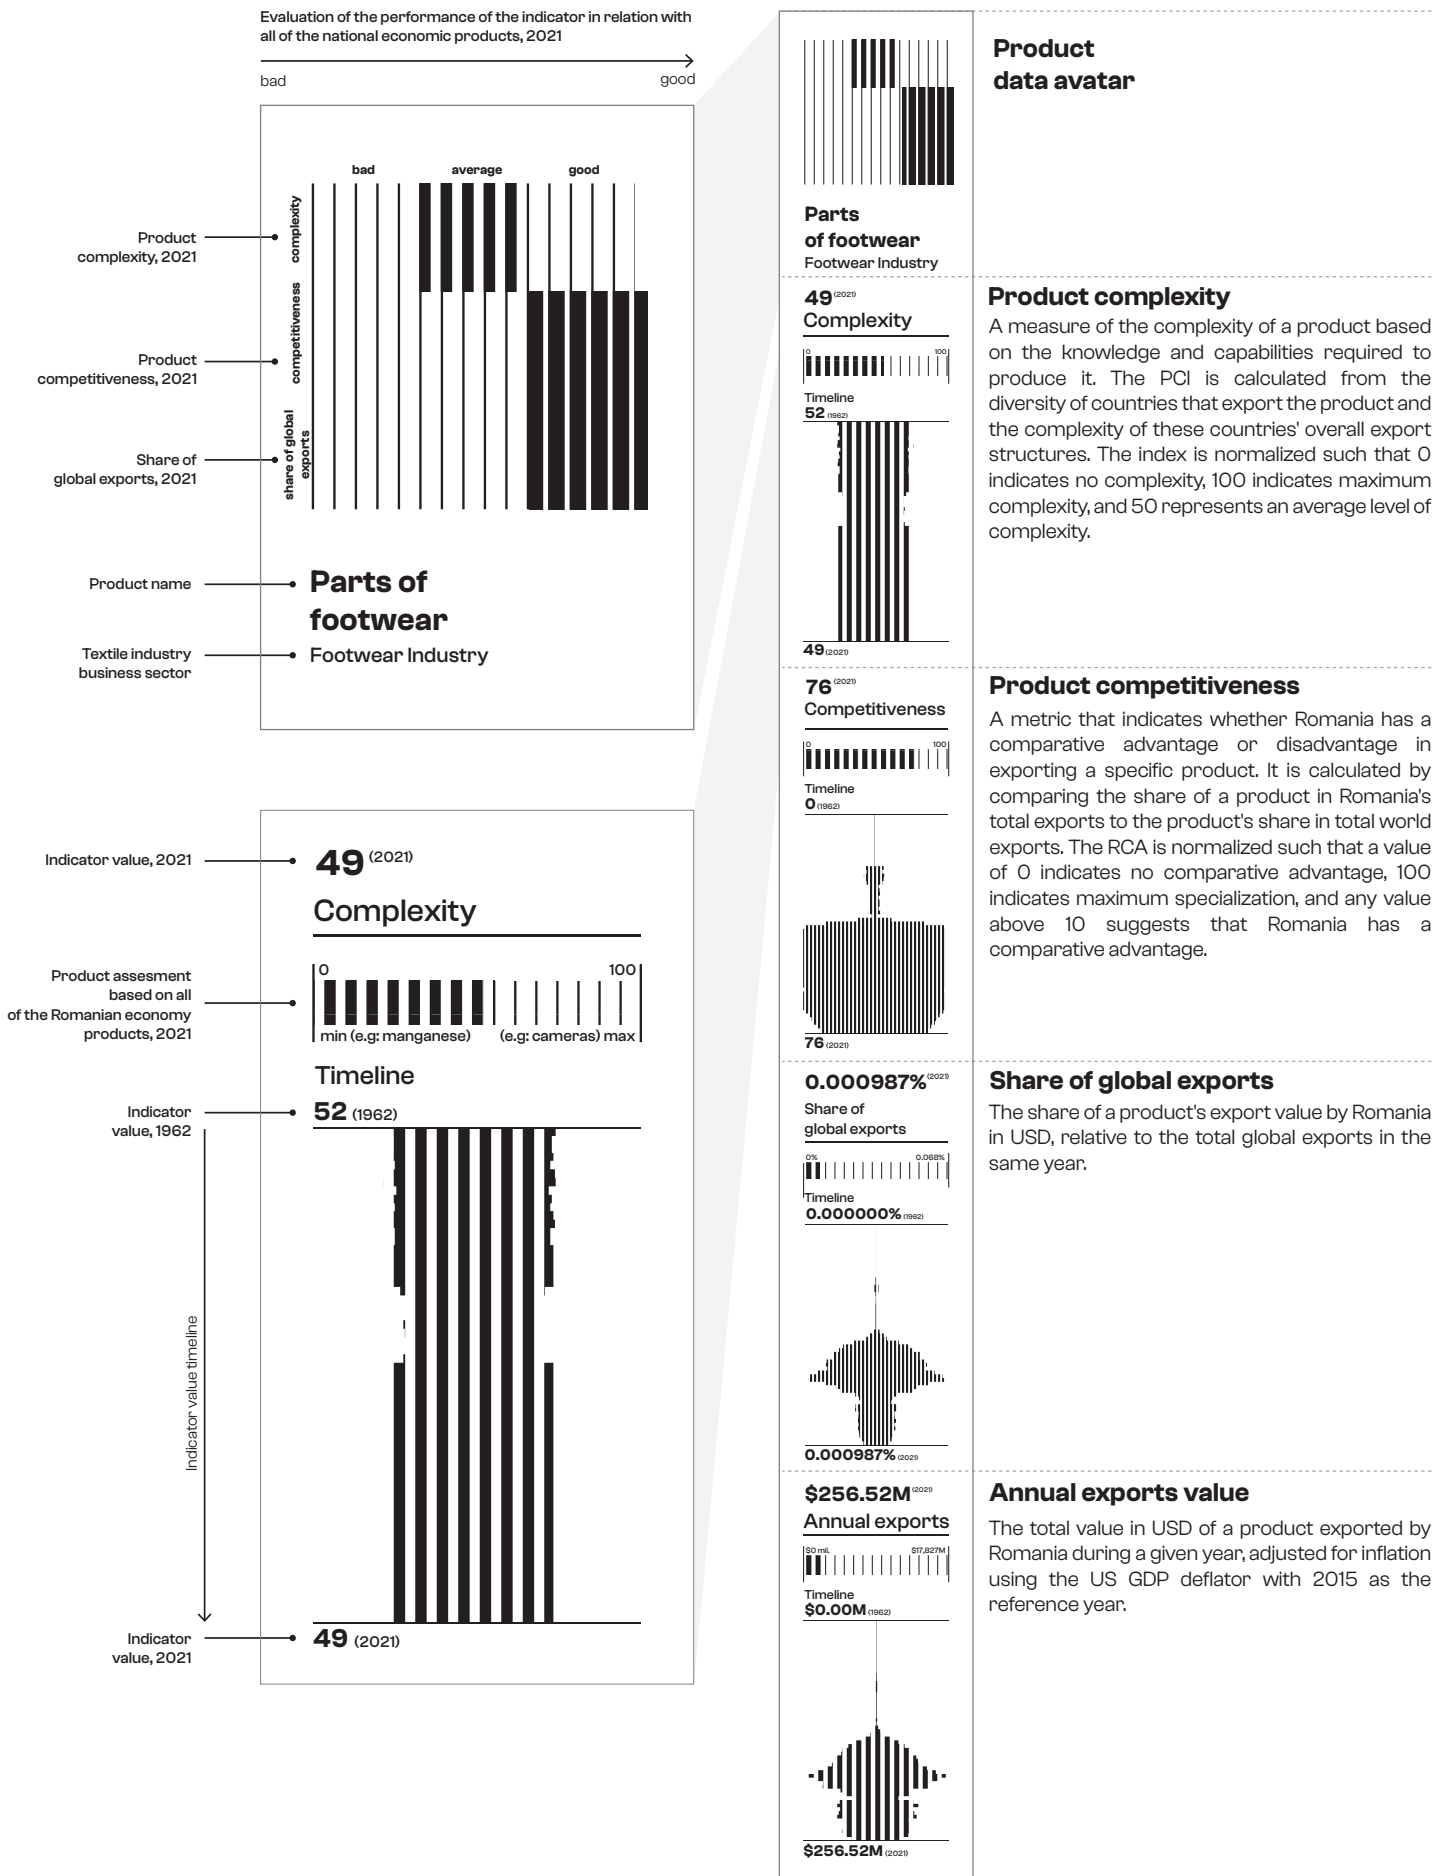 Evaluation of the performance of the indicator in relation with
all of the national economic products, 2021
bad
good
bad
average
good
complexity
competitiveness
share of global
exports
Product
complexity, 2021
Product
competitiveness, 2021
Share of
global exports, 2021
Product name
Parts of
footwear
Textile industry
business sector
Footwear Industry
Indicator value, 2021
49 (2021)
Complexity
Product assesment
based on all
of the Romanian economy
products, 2021
0
100
min (e.g: manganese)
(e.g: cameras) max
Timeline
Indicator
value, 1962
52 (1962)
Indicator value timeline
Indicator
value, 2021
49 (2021)
Product
data avatar
Parts
of footwear
Footwear Industry
49 (2021)
Complexity
0
100
Timeline
52 (1962)
49 (2021)
Product complexity
A measure of the complexity of a product based
on the knowledge and capabilities required to
produce it. The PCI is calculated from the
diversity of countries that export the product and
the complexity of these countries' overall export
structures. The index is normalized such that 0
indicates no complexity, 100 indicates maximum
complexity, and 50 represents an average level of
complexity.
76 (2021)
Competitiveness
0
100
Timeline
0 (1962)
76 (2021)
Product competitiveness
A metric that indicates whether Romania has a
comparative advantage or disadvantage in
exporting a specific product. It is calculated by
comparing the share of a product in Romania's
total exports to the product's share in total world
exports. The RCA is normalized such that a value
of 0 indicates no comparative advantage, 100
indicates maximum specialization, and any value
above 10 suggests that Romania has a
comparative advantage.
0.000987% (2021)
Share of
global exports
0%
0.068%
Timeline
0.000000% (1962)
0.000987% (2021)
Share of global exports
The share of a product's export value by Romania
in USD, relative to the total global exports in the
same year.
$256.52M (2021)
Annual exports
$0 mil.
$17,827M
Timeline
$0.00M (1962)
$256.52M (2021)
Annual exports value
The total value in USD of a product exported by
Romania during a given year, adjusted for inflation
using the US GDP deflator with 2015 as the
reference year.